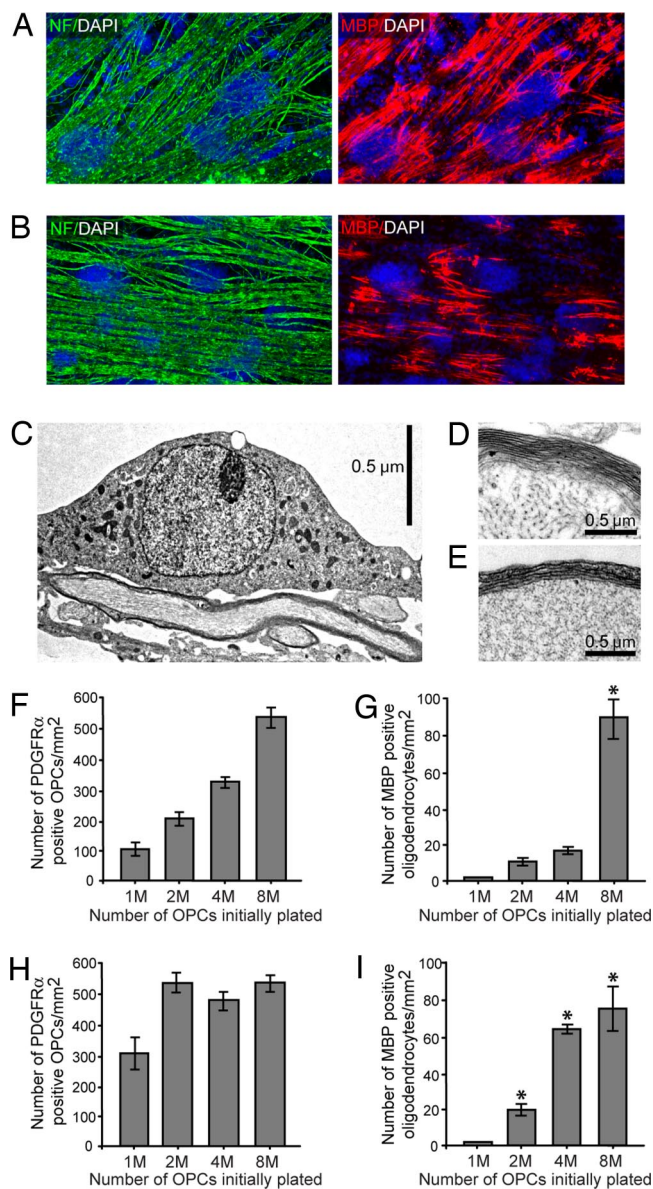 A
NF/DAPI
MBP/DAPI
B
NF/DAPI
MBP/DAPI
C
0.5 µm
D
0.5 µm
E
0.5 µm
F
Number of PDGFRα
positive OPCs/mm2
600
500
400
300
200
100
0
1M 2M 4M 8M
Number of OPCs initially plated
G
Number of MBP positive
oligodendrocytes/mm2
100
80
60
40
20
0
*
1M 2M 4M 8M
Number of OPCs initially plated
H
Number of PDGFRα
positive OPCs/mm2
600
500
400
300
200
100
0
1M 2M 4M 8M
Number of OPCs initially plated
I
Number of MBP positive
oligodendrocytes/mm2
100
80
60
40
20
0
* * *
1M 2M 4M 8M
Number of OPCs initially plated